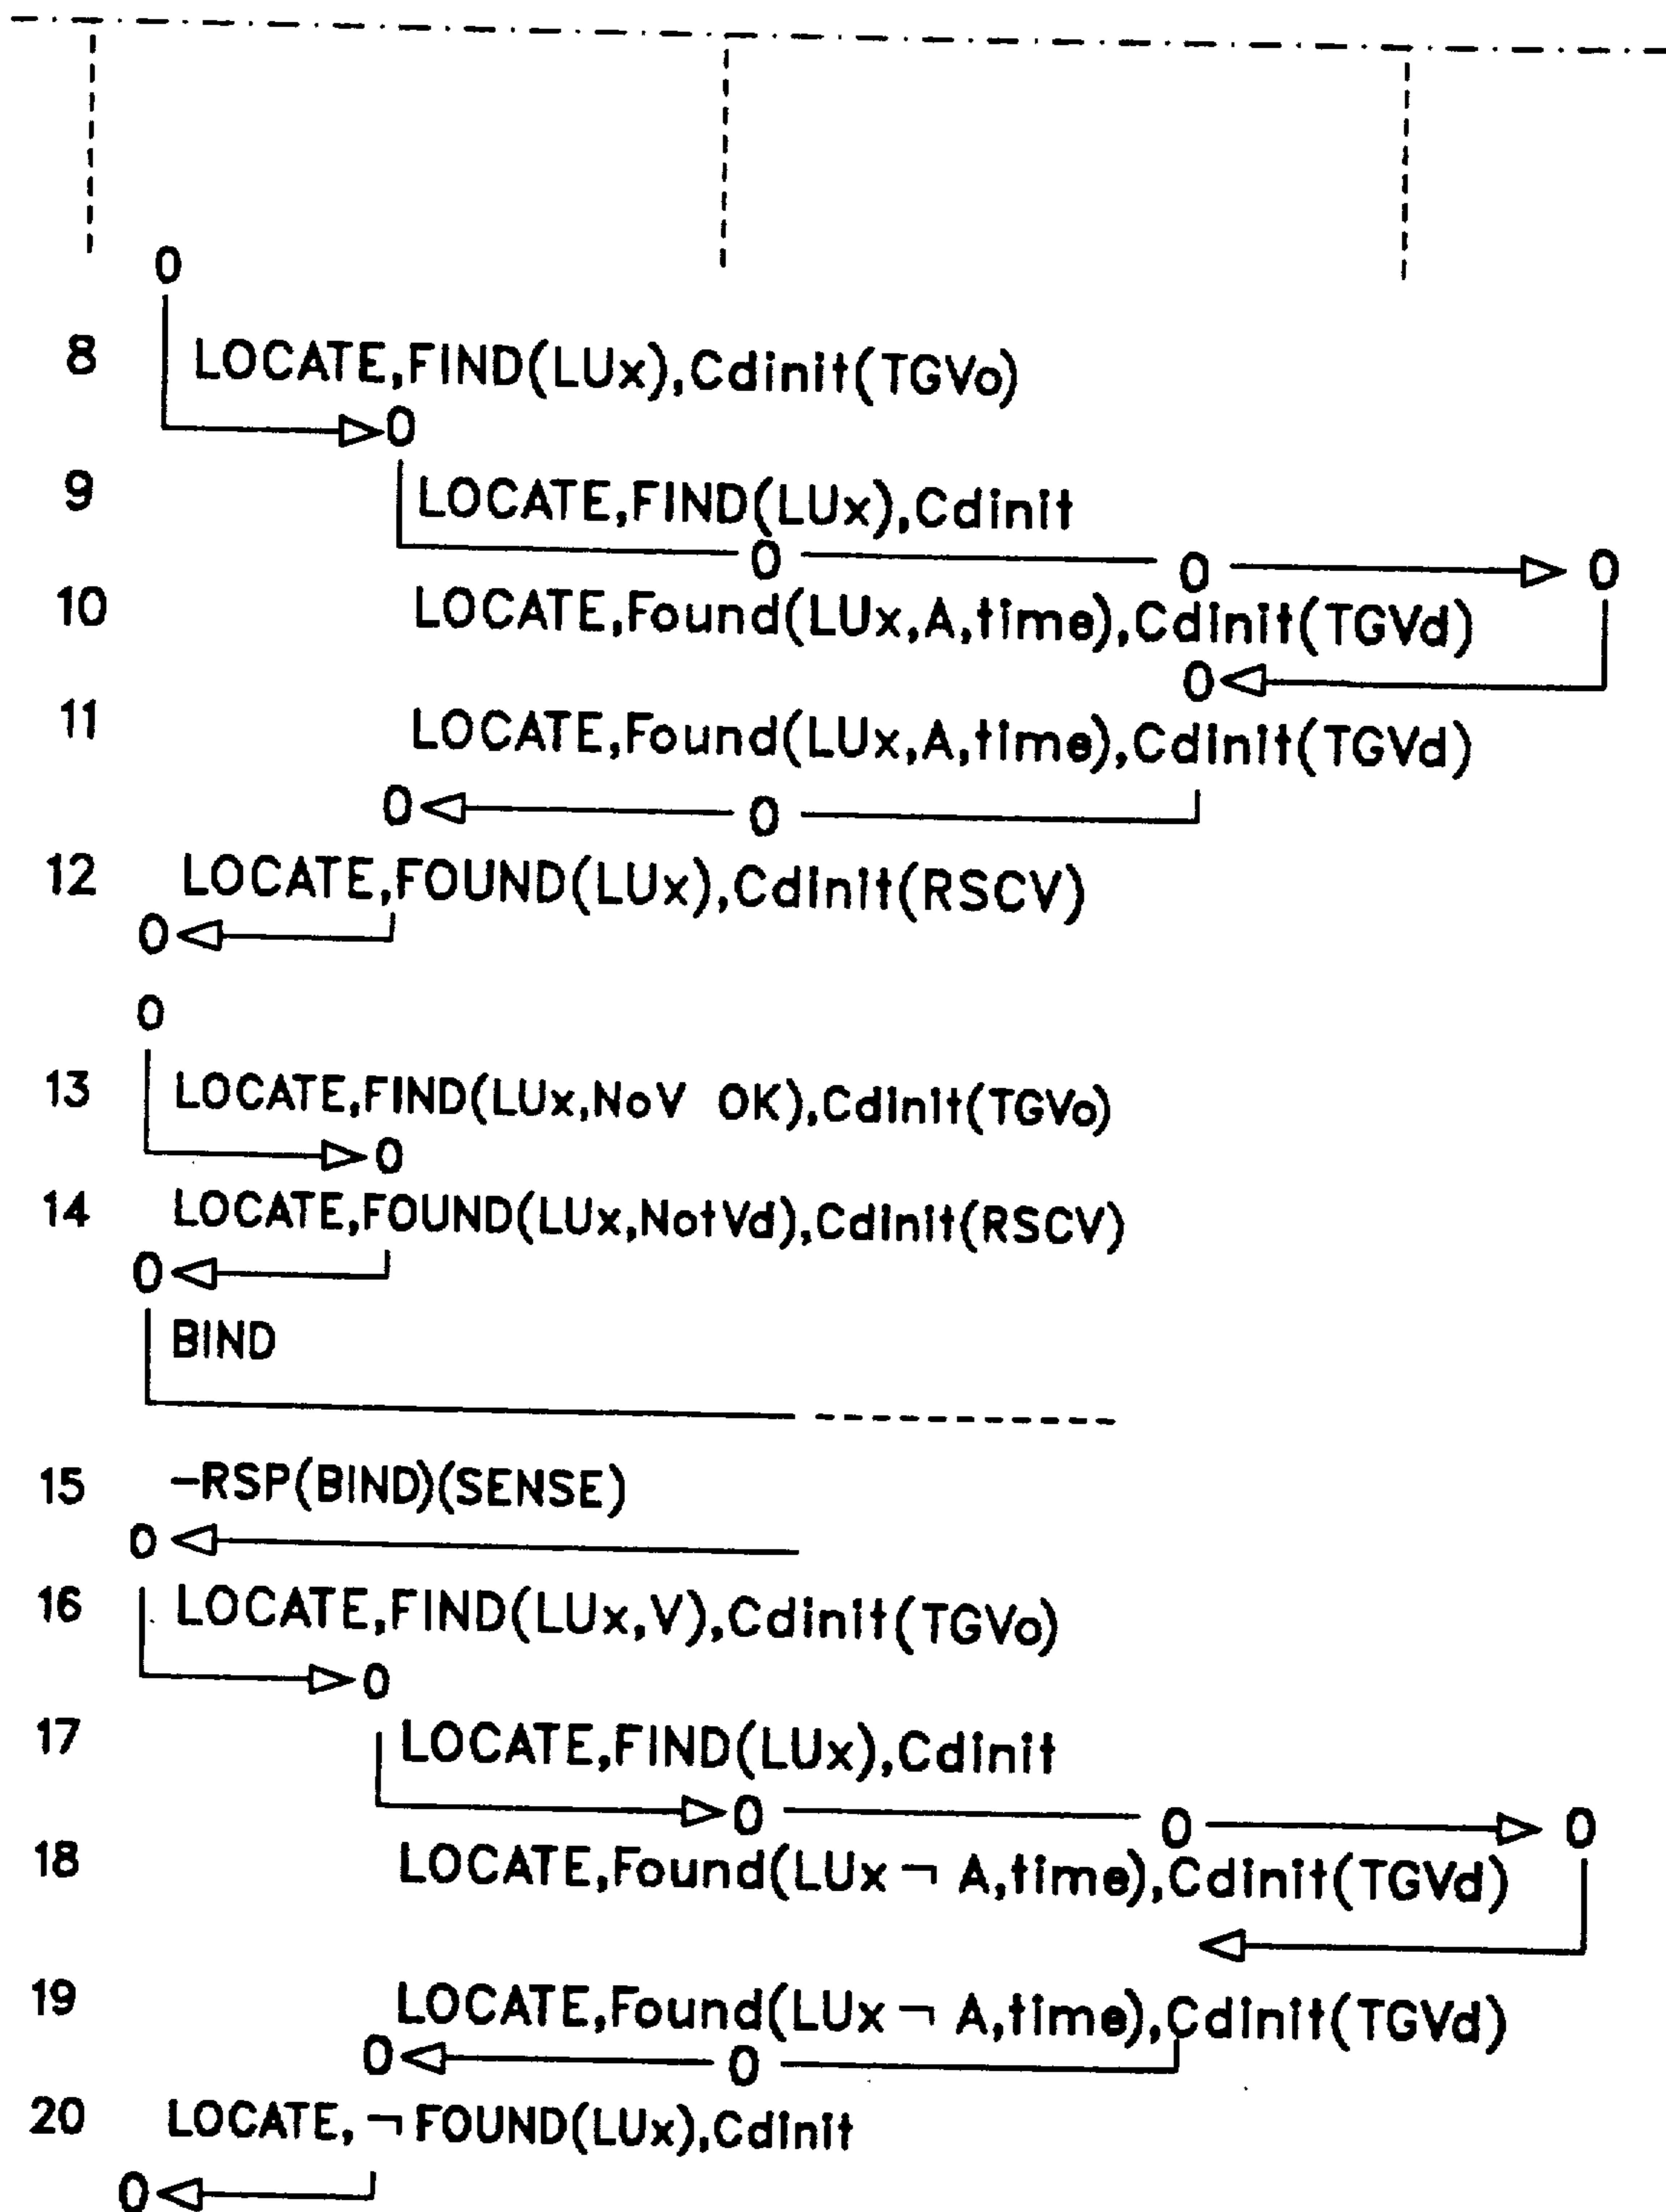 0
8 LOCATE,FIND(LUx),Cdinit(TGVo)
0
9 LOCATE,FIND(LUx),Cdinit
0 0 0
10 LOCATE,Found(LUx,A,time),Cdinit(TGVd)
0
11 LOCATE,Found(LUx,A,time),Cdinit(TGVd)
0 0
12 LOCATE,FOUND(LUx),Cdinit(RSCV)
0
0
13 LOCATE,FIND(LUx,NoV OK),Cdinit(TGVo)
0
14 LOCATE,FOUND(LUx,NotVd),Cdinit(RSCV)
0
BIND
15 -RSP(BIND)(SENSE)
0
16 LOCATE,FIND(LUx,V),Cdinit(TGVo)
0
17 LOCATE,FIND(LUx),Cdinit
0 0 0
18 LOCATE,Found(LUx ¬ A,time),Cdinit(TGVd)
19 LOCATE,Found(LUx ¬ A,time),Cdinit(TGVd)
0 0
20 LOCATE, ¬ FOUND(LUx),Cdinit
0